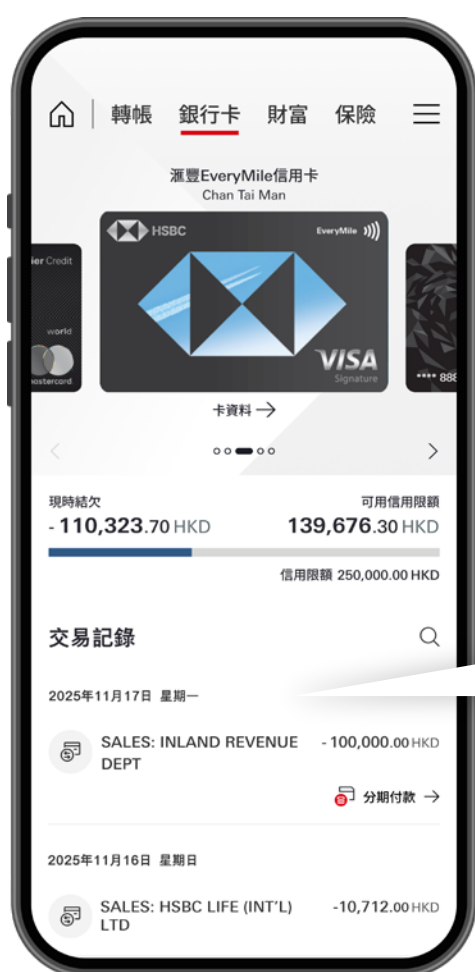 轉帳 銀行卡 財富 保險
滙豐EveryMile信用卡
Chan Tai Man
ier Credit
world
mastercard.
HSBC
EveryMile
VISA
Signature
•••• 888
卡資料 →
現時結欠 可用信用限額
- 110,323.70 HKD 139,676.30 HKD
信用限額 250,000.00 HKD
交易記錄
2025年11月17日 星期一
SALES: INLAND REVENUE - 100,000.00 HKD
DEPT
分期付款 →
2025年11月16日 星期日
SALES: HSBC LIFE (INT'L) -10,712.00 HKD
LTD